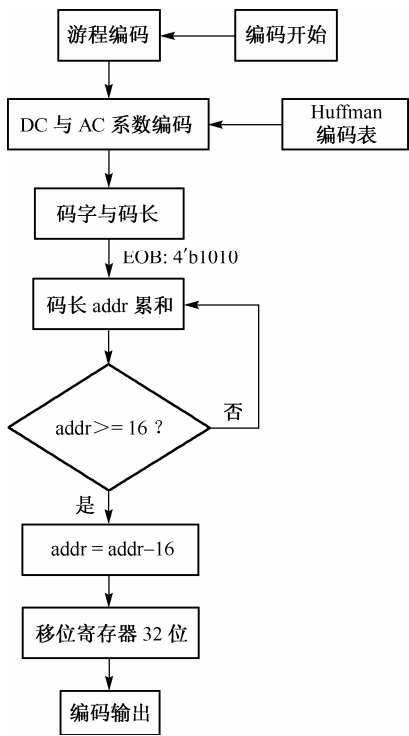 游程编码
编码开始
DC 与 AC 系数编码
Huffman
编码表
码字与码长
EOB: 4′b1010
码长 addr 累和
addr>= 16 ?
否
是
addr = addr–16
移位寄存器 32 位
编码输出